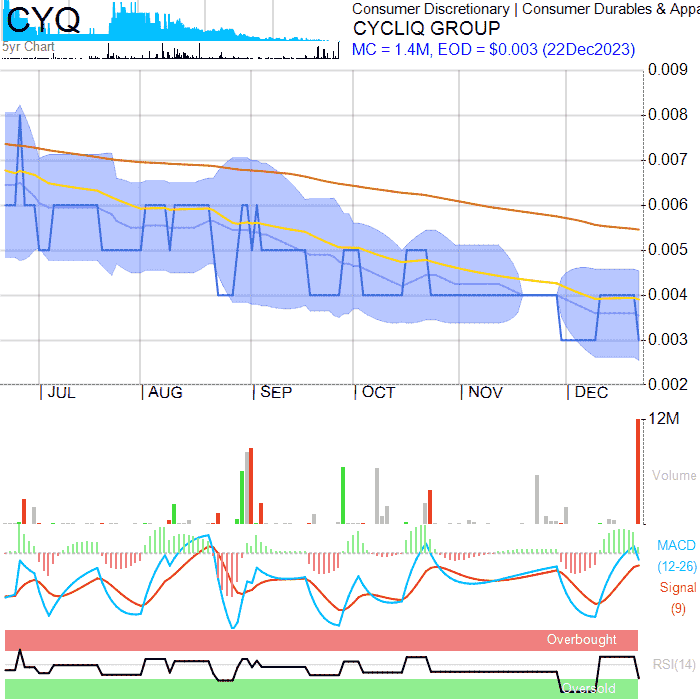 CYQ
5yr Chart
Consumer Discretionary | Consumer Durables & Appa
CYCLIQ GROUP
MC = 1.4M, EOD = $0.003 (22Dec2023)
0.009
0.008
0.007
0.006
0.005
0.004
0.003
0.002
JUL AUG SEP OCT NOV DEC
12M
Volume
MACD
(12-26)
Signal
(9)
Overbought
RSI(14)
Oversold